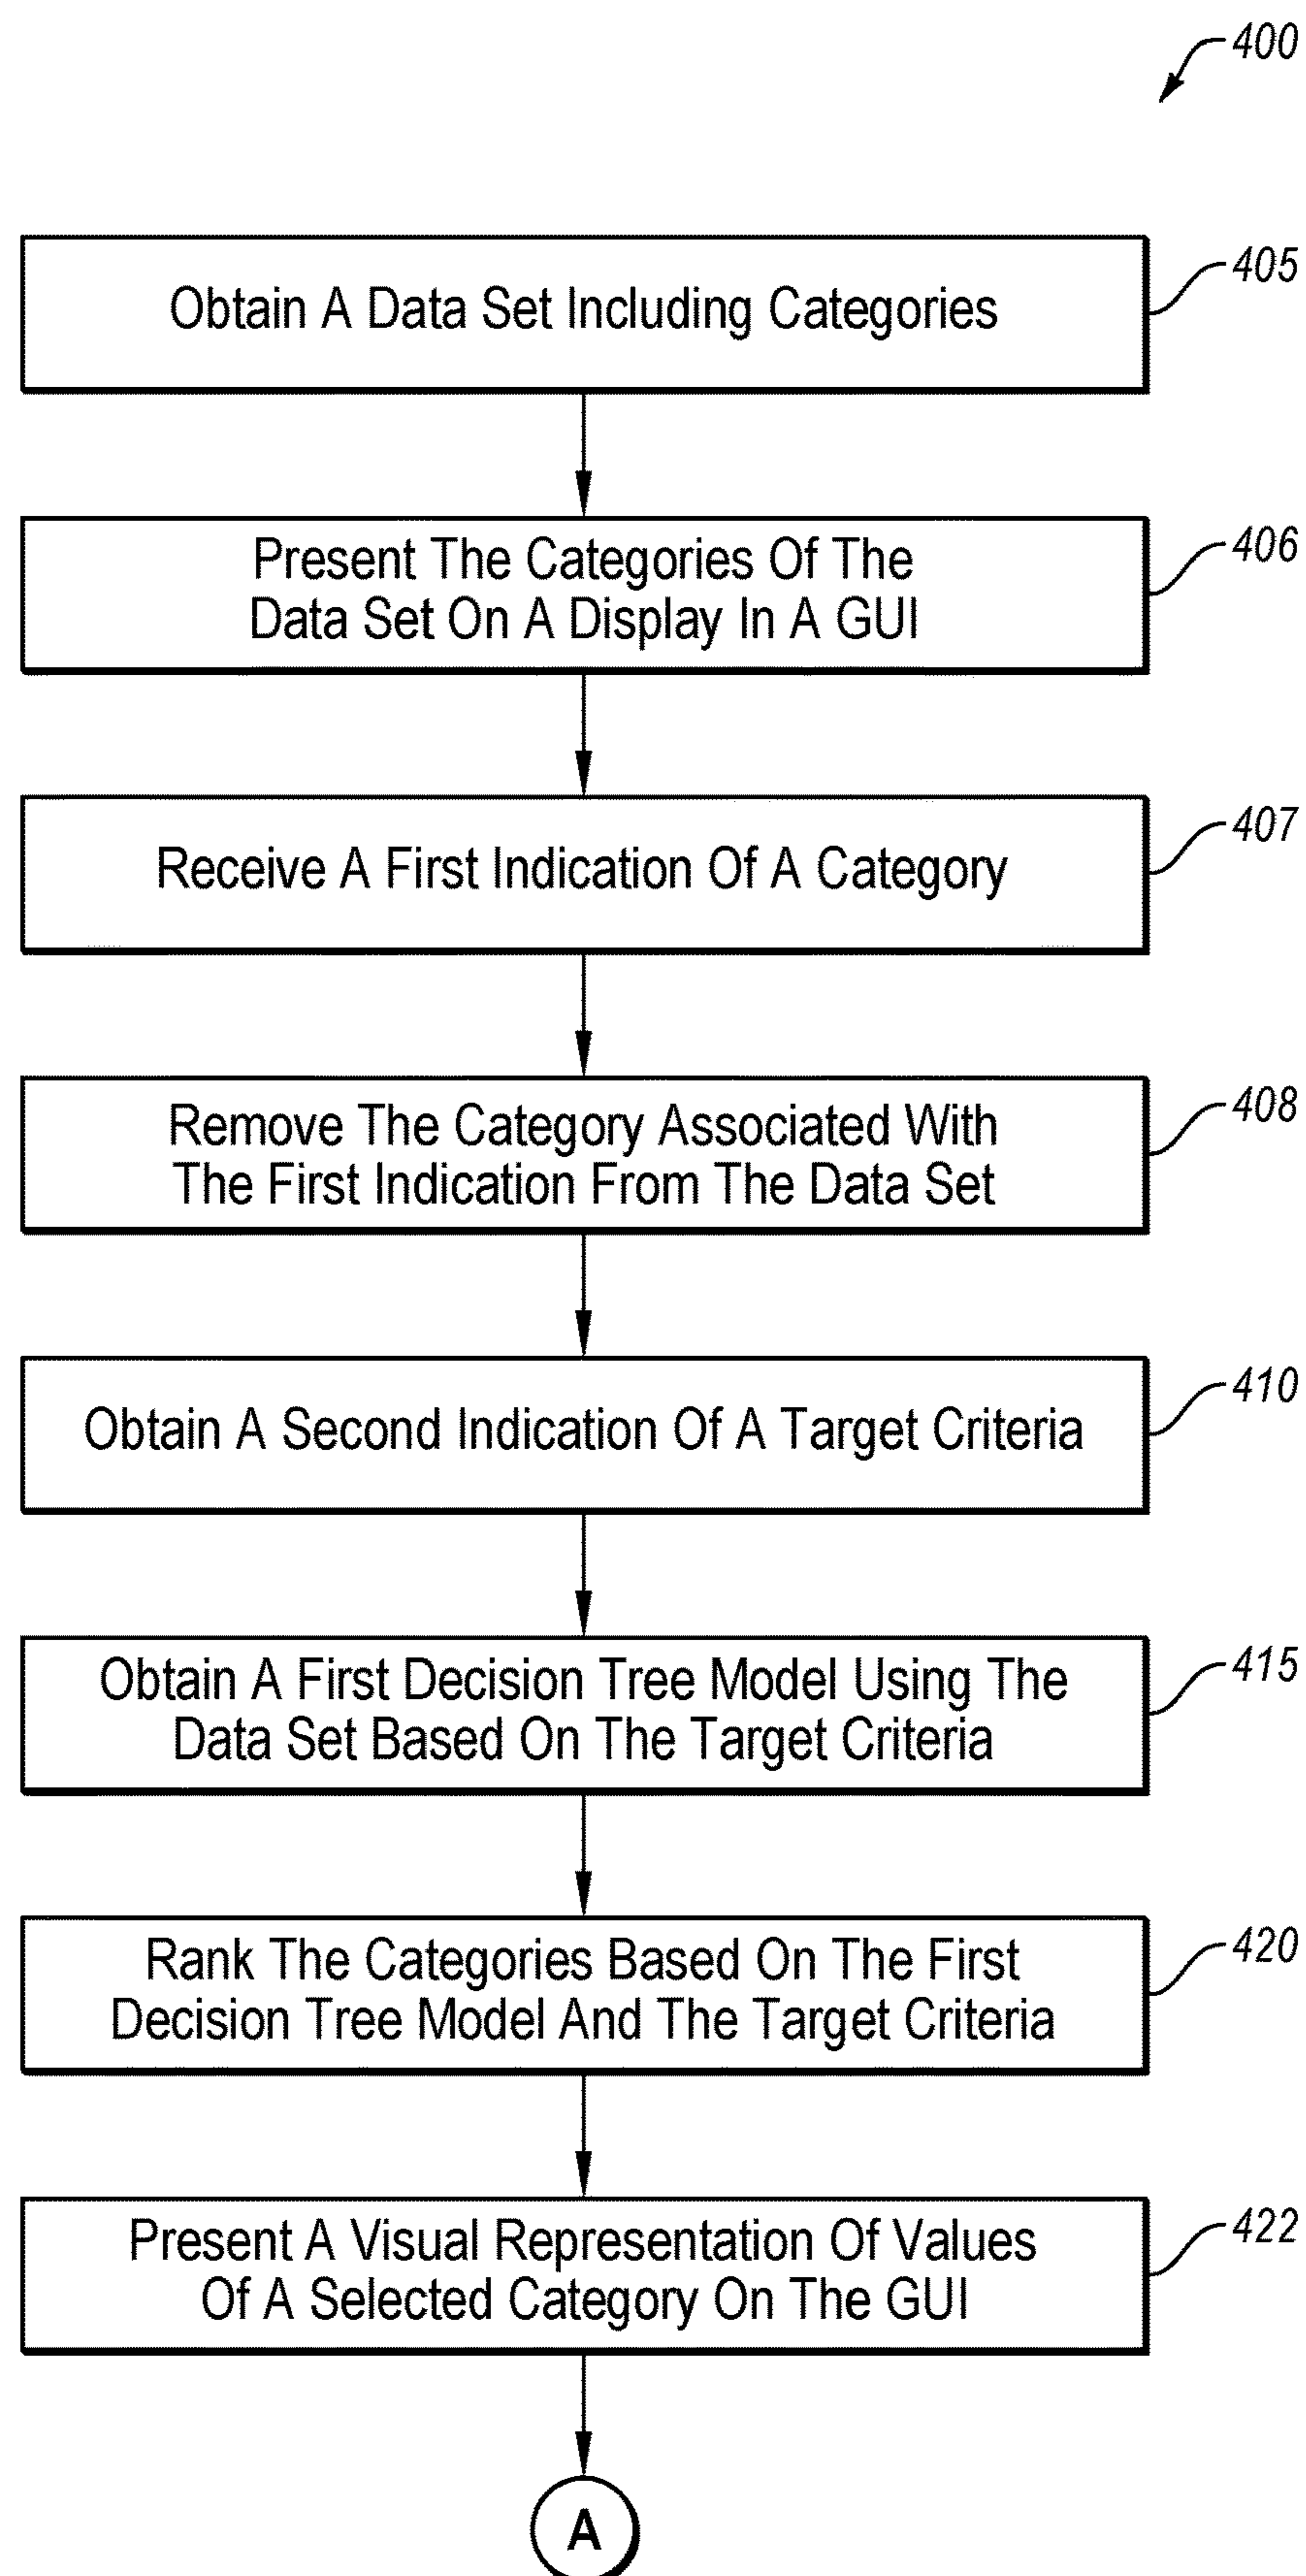 400
Obtain A Data Set Including Categories
405
Present The Categories Of The
Data Set On A Display In A GUI
406
Receive A First Indication Of A Category
407
Remove The Category Associated With
The First Indication From The Data Set
408
Obtain A Second Indication Of A Target Criteria
410
Obtain A First Decision Tree Model Using The
Data Set Based On The Target Criteria
415
Rank The Categories Based On The First
Decision Tree Model And The Target Criteria
420
Present A Visual Representation Of Values
Of A Selected Category On The GUI
422
A